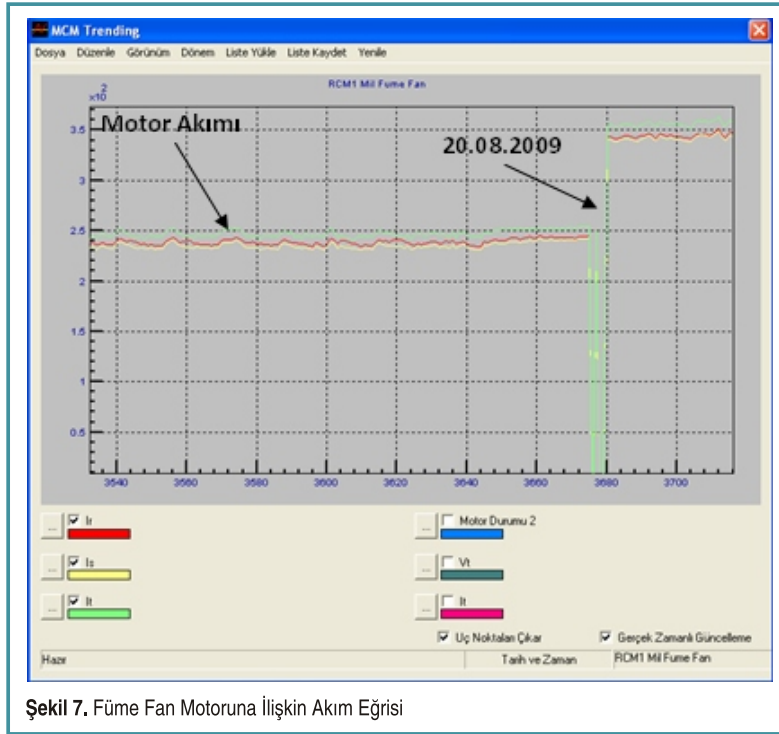 MCM Trending
Dosya Düzenle Görünüm Dönem Liste Yükle Liste Kaydet Yenile
RCM1 Mil Fume Fan
x10 2
Motor Akımı
20.08.2009
3.5
3
2.5
2
1.5
1
0.5
3540 3560 3580 3600 3620 3640 3660 3680 3700
... Ir ... Motor Durumu 2
... Is ... Vt
... It ... It
Uç Noktaları Çıkar Gerçek Zamanlı Güncelleme
Hazır Tarih ve Zaman RCM1 Mil Fume Fan
Şekil 7. Füme Fan Motoruna İlişkin Akım Eğrisi